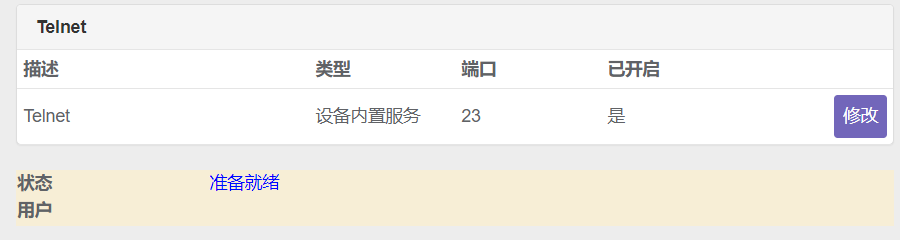 Telnet
描述 类型 端口 已开启
Telnet 设备内置服务 23 是 修改
状态 准备就绪
用户